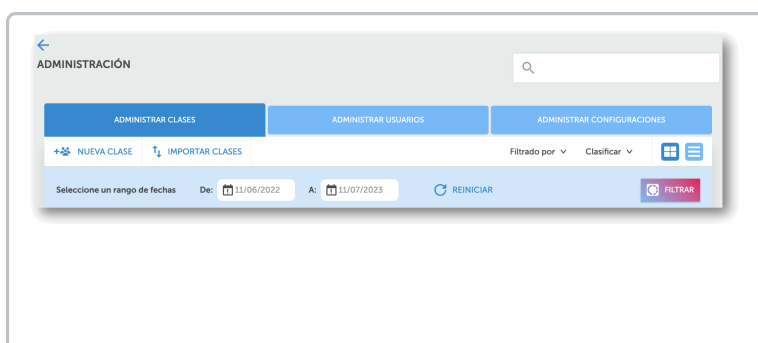 ADMINISTRACIÓN
ADMINISTRAR CLASES ADMINISTRAR USUARIOS ADMINISTRAR CONFIGURACIONES
NUEVA CLASE IMPORTAR CLASES Filtrado por Clasificar
Seleccione un rango de fechas De: 11/06/2022 A: 11/07/2023 REINICIAR FILTRAR